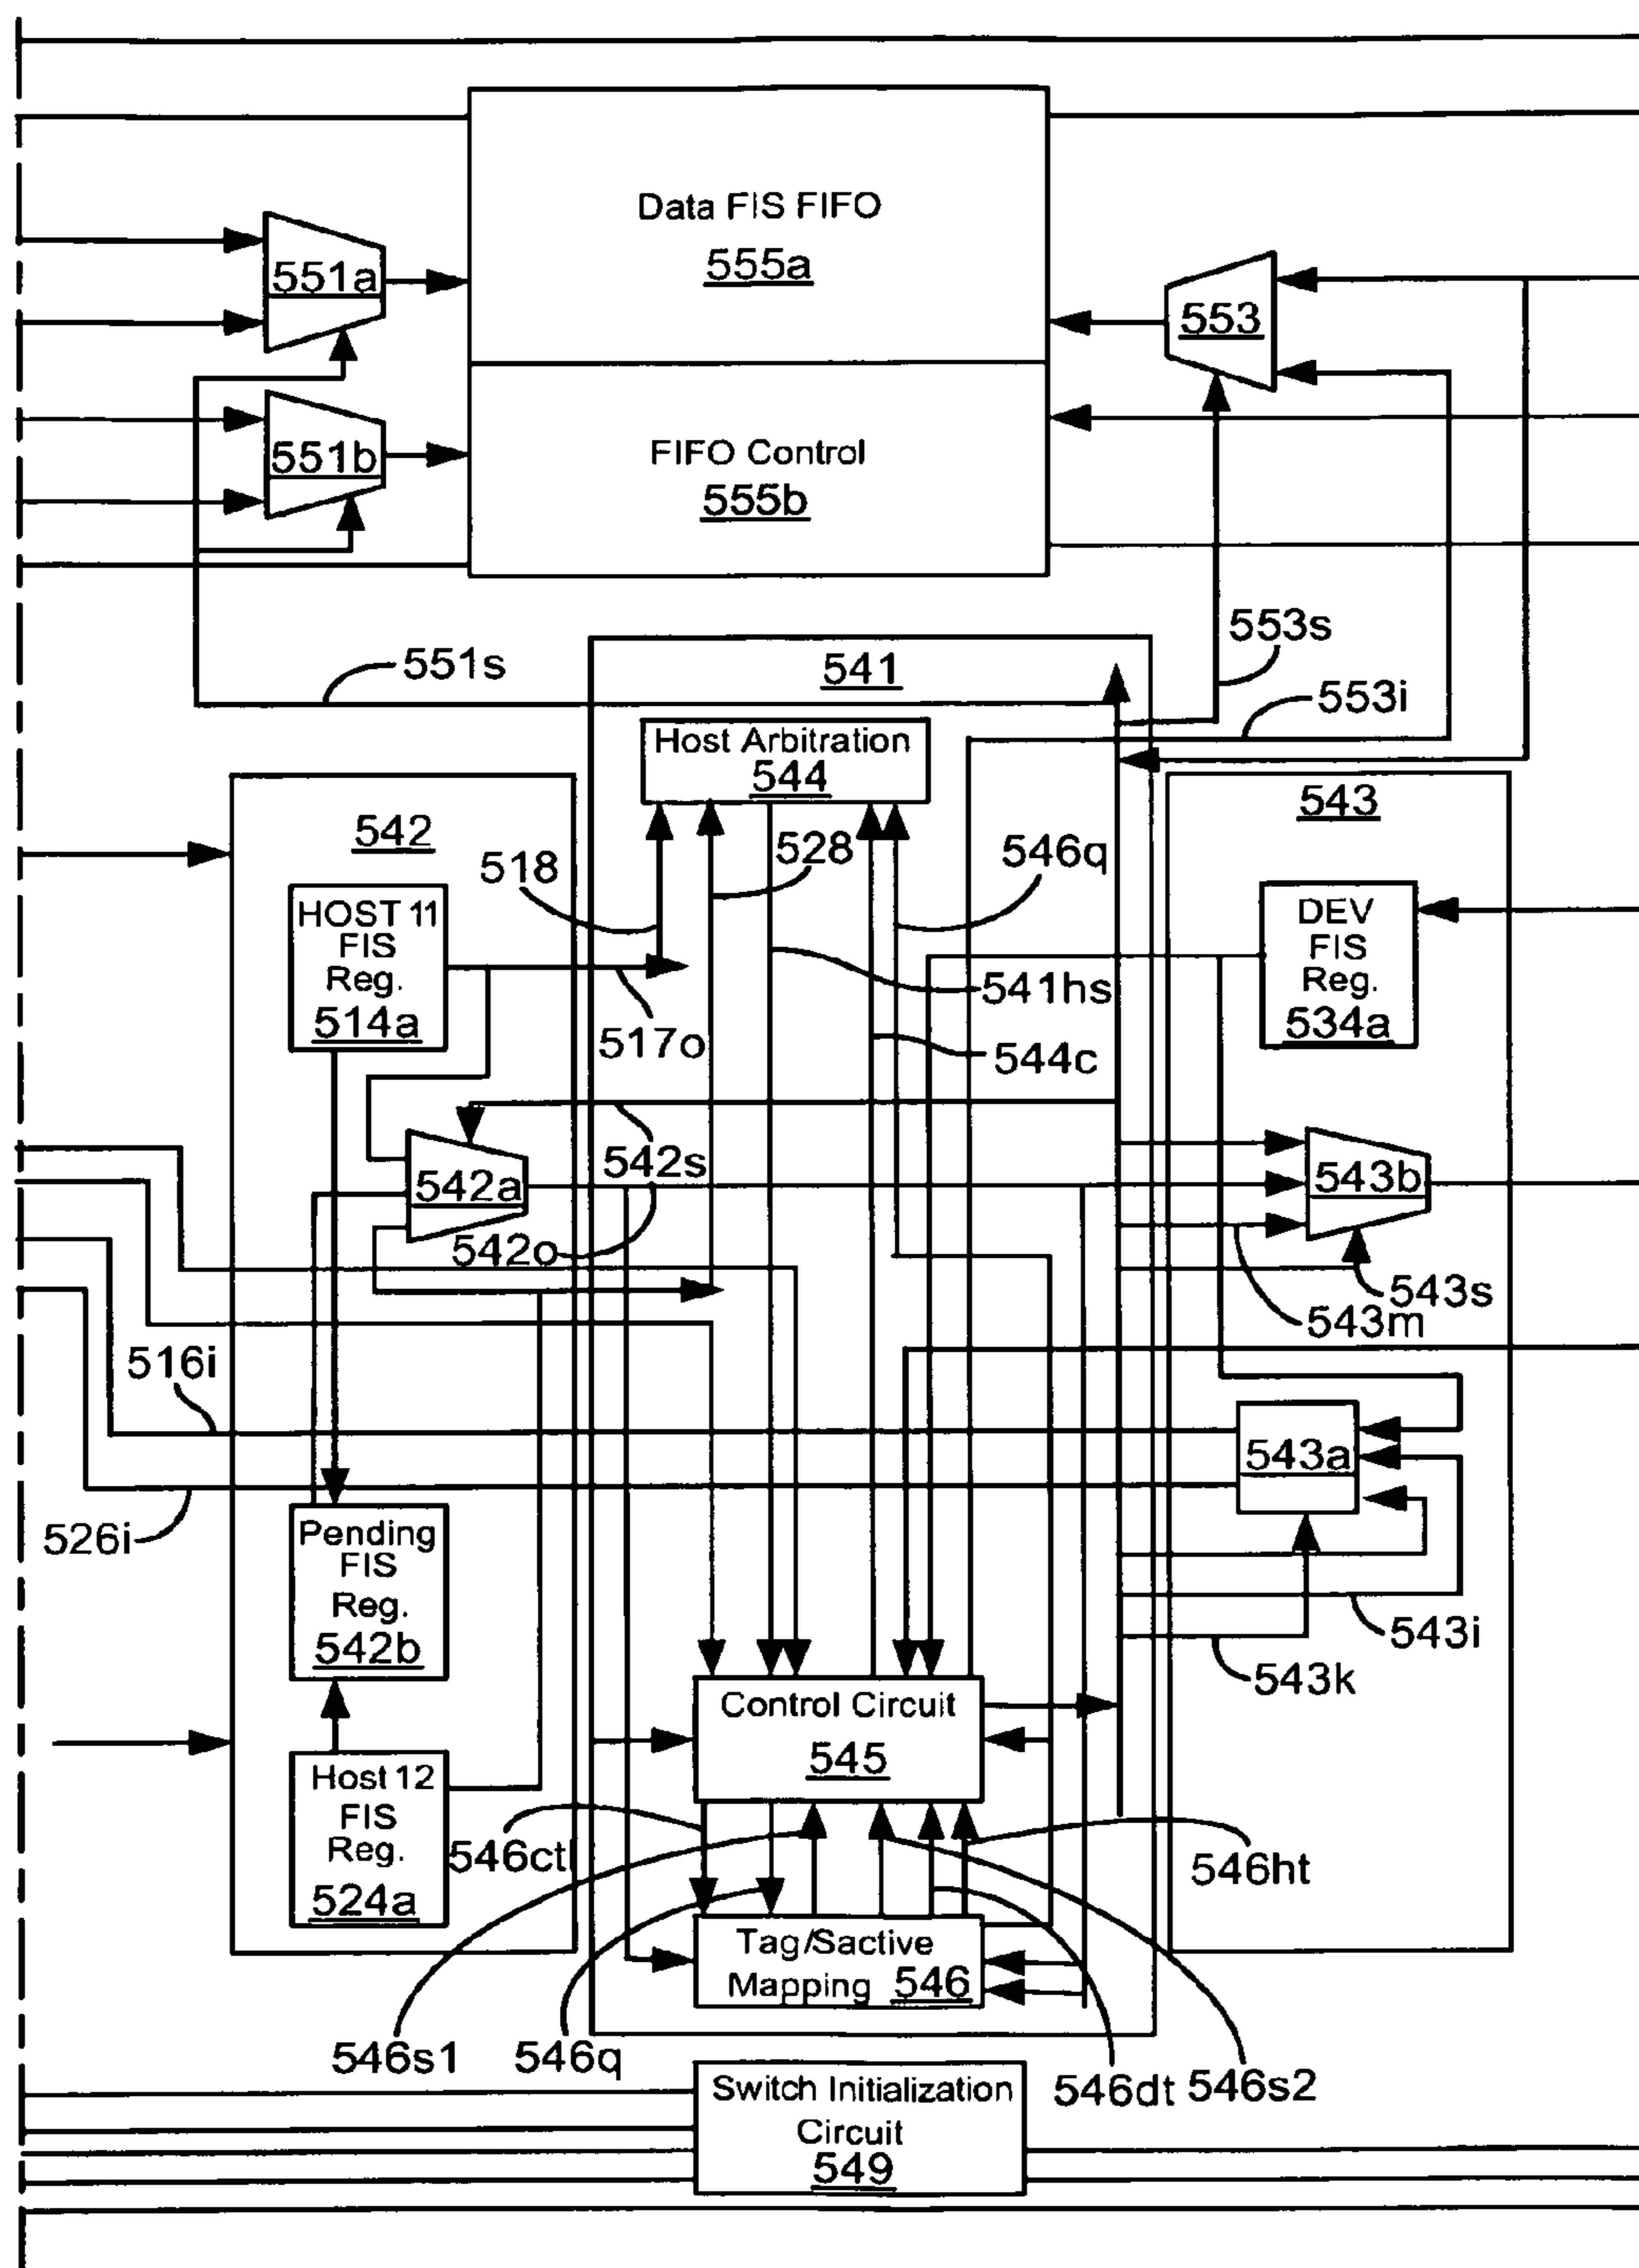 Data FIS FIFO
555a
551a
553
551b
FIFO Control
555b
553s
551s
541
553i
Host Arbitration
544
542
543
518
528
546q
HOST 11
FIS
Reg.
514a
DEV
FIS
Reg.
534a
541hs
517o
544c
542s
542a
543b
542o
543s
543m
516i
543a
526i
Pending
FIS
Reg.
542b
543i
543k
Control Circuit
545
Host 12
FIS
Reg.
524a
546ctl
546ht
Tag/Sactive
Mapping 546
546s1
546q
546dt
546s2
Switch Initialization
Circuit
549